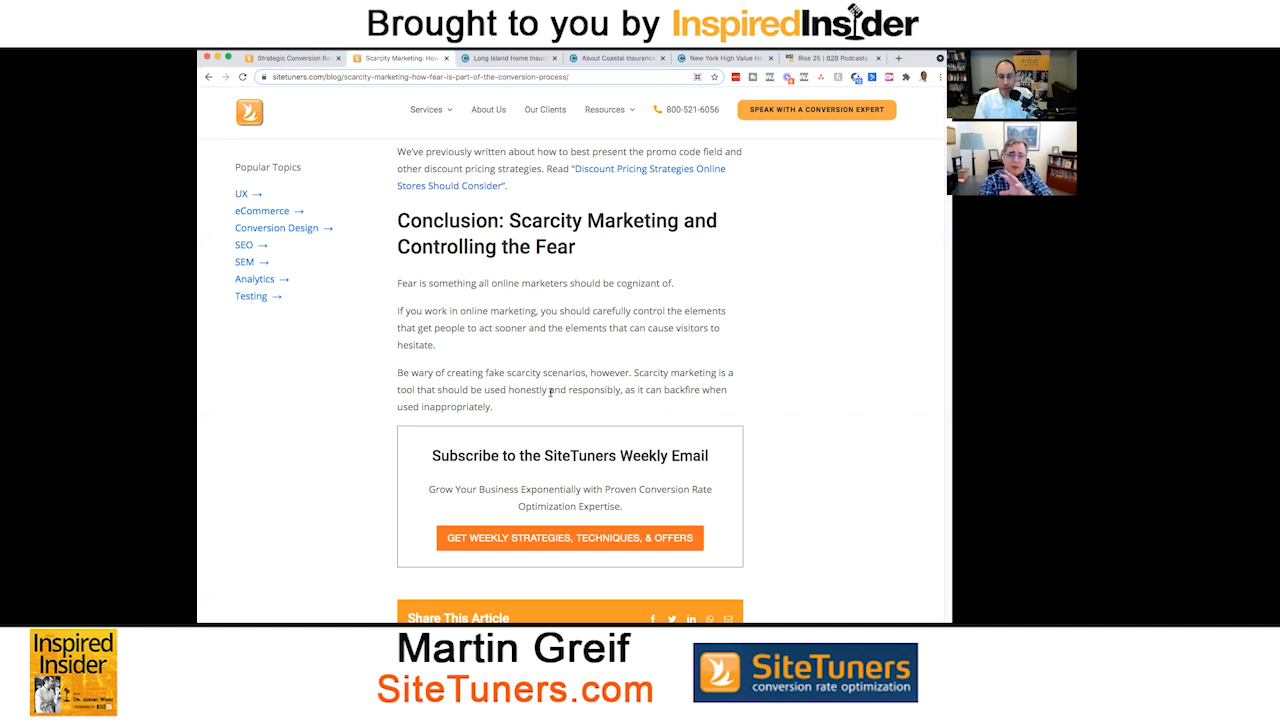 Brought to you by InspiredInsider
Strategic Conversion Ra
Scarcity Marketing: How
Long Island Home Insur
About Coastal Insurance
New York High Value H
Rise 25 | B2B Podcasts
sitetuners.com/blog/scarcity-marketing-how-fear-is-part-of-the-conversion-process/
Services
About Us
Our Clients
Resources
800-521-6056
SPEAK WITH A CONVERSION EXPERT
Popular Topics
UX →
eCommerce →
Conversion Design →
SEO →
SEM →
Analytics →
Testing →
We've previously written about how to best present the promo code field and
other discount pricing strategies. Read “Discount Pricing Strategies Online
Stores Should Consider”.
Conclusion: Scarcity Marketing and
Controlling the Fear
Fear is something all online marketers should be cognizant of.
If you work in online marketing, you should carefully control the elements
that get people to act sooner and the elements that can cause visitors to
hesitate.
Be wary of creating fake scarcity scenarios, however. Scarcity marketing is a
tool that should be used honestly and responsibly, as it can backfire when
used inappropriately.
Subscribe to the SiteTuners Weekly Email
Grow Your Business Exponentially with Proven Conversion Rate
Optimization Expertise.
GET WEEKLY STRATEGIES, TECHNIQUES, & OFFERS
Share This Article
Inspired
Insider
Martin Greif
SiteTuners.com
SiteTuners
conversion rate optimization